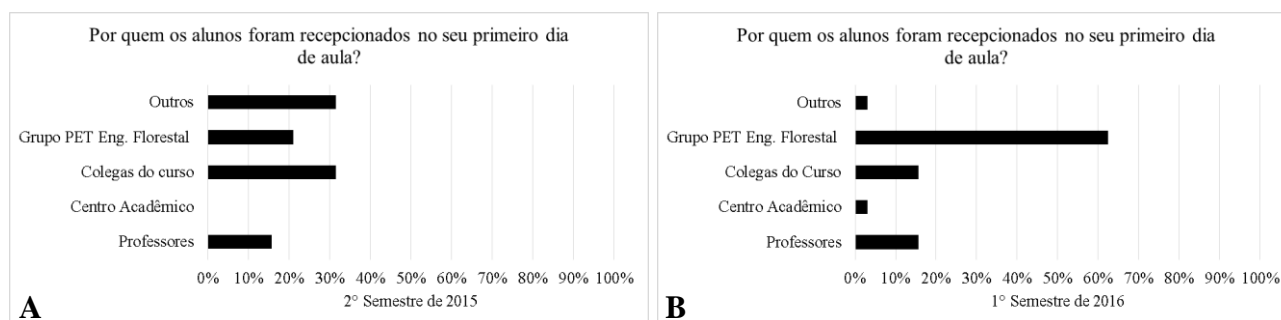 Por quem os alunos foram recepcionados no seu primeiro dia
de aula?
Outros
Grupo PET Eng. Florestal
Colegas do curso
Centro Acadêmico
Professores
0% 10% 20% 30% 40% 50% 60% 70% 80% 90% 100%
2° Semestre de 2015
A
Por quem os alunos foram recepcionados no seu primeiro dia
de aula?
Outros
Grupo PET Eng. Florestal
Colegas do Curso
Centro Acadêmico
Professores
0% 10% 20% 30% 40% 50% 60% 70% 80% 90% 100%
1° Semestre de 2016
B